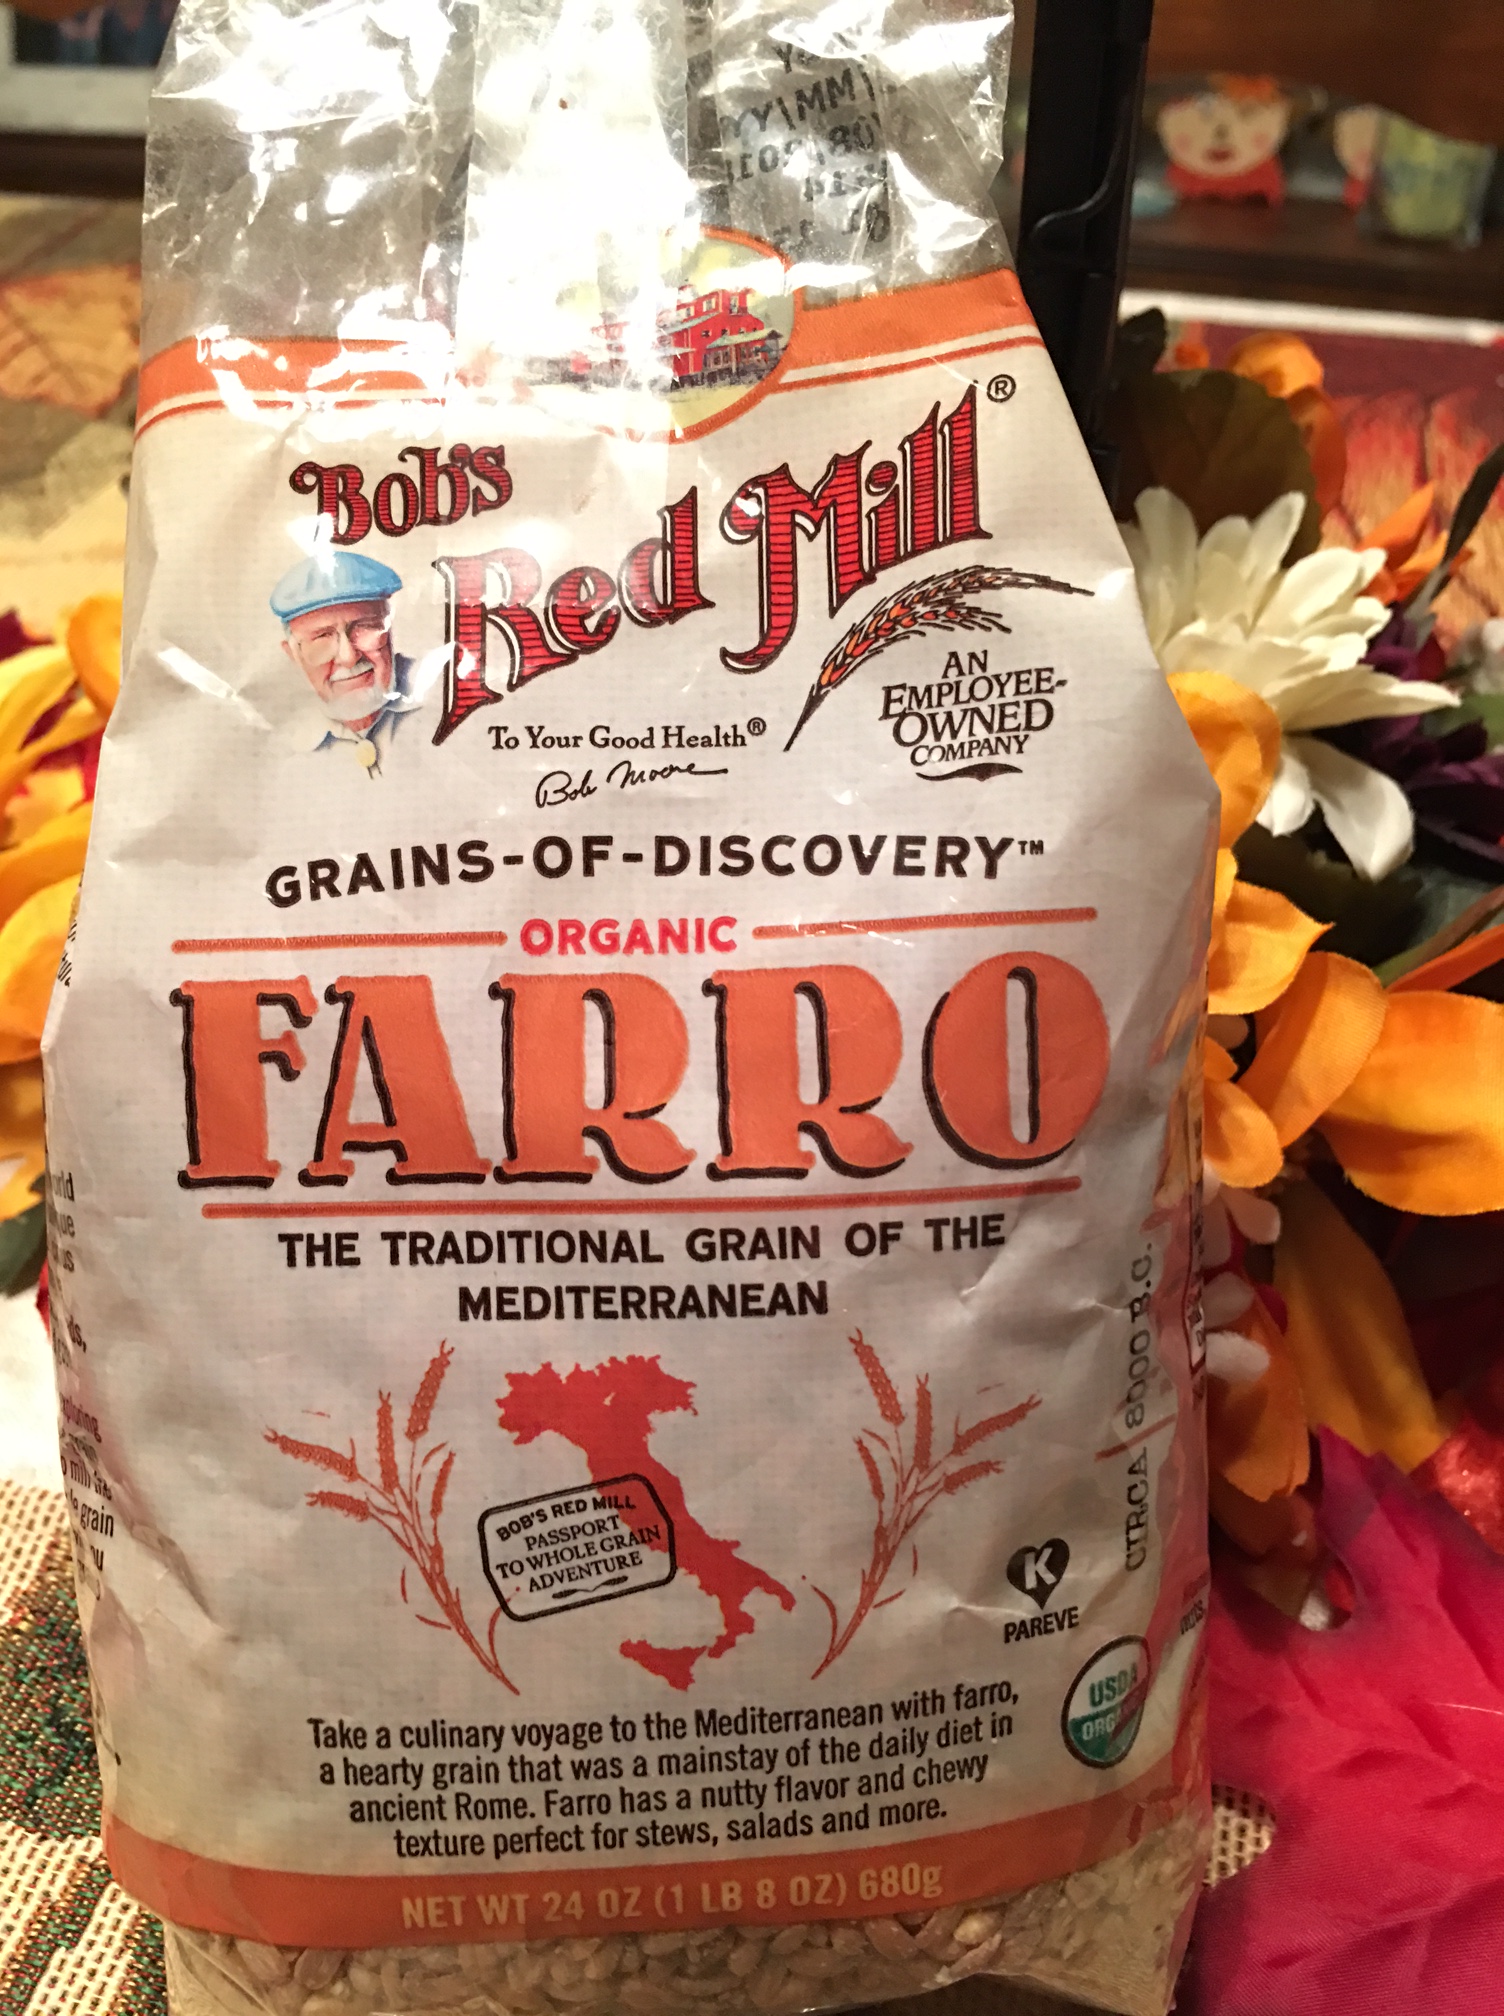 Bob's
Red Mill®
To Your Good Health®
Bob Moore
AN
EMPLOYEE-
OWNED
COMPANY
GRAINS-OF-DISCOVERY™
ORGANIC
FARRO
THE TRADITIONAL GRAIN OF THE
MEDITERRANEAN
BOB'S RED MILL
PASSPORT
TO WHOLE GRAIN
ADVENTURE
CIRCA 8000 B.C.
K
PAREVE
USDA
ORGANIC
Take a culinary voyage to the Mediterranean with farro,
a hearty grain that was a mainstay of the daily diet in
ancient Rome. Farro has a nutty flavor and chewy
texture perfect for stews, salads and more.
NET WT 24 OZ (1 LB 8 OZ) 680g
grain